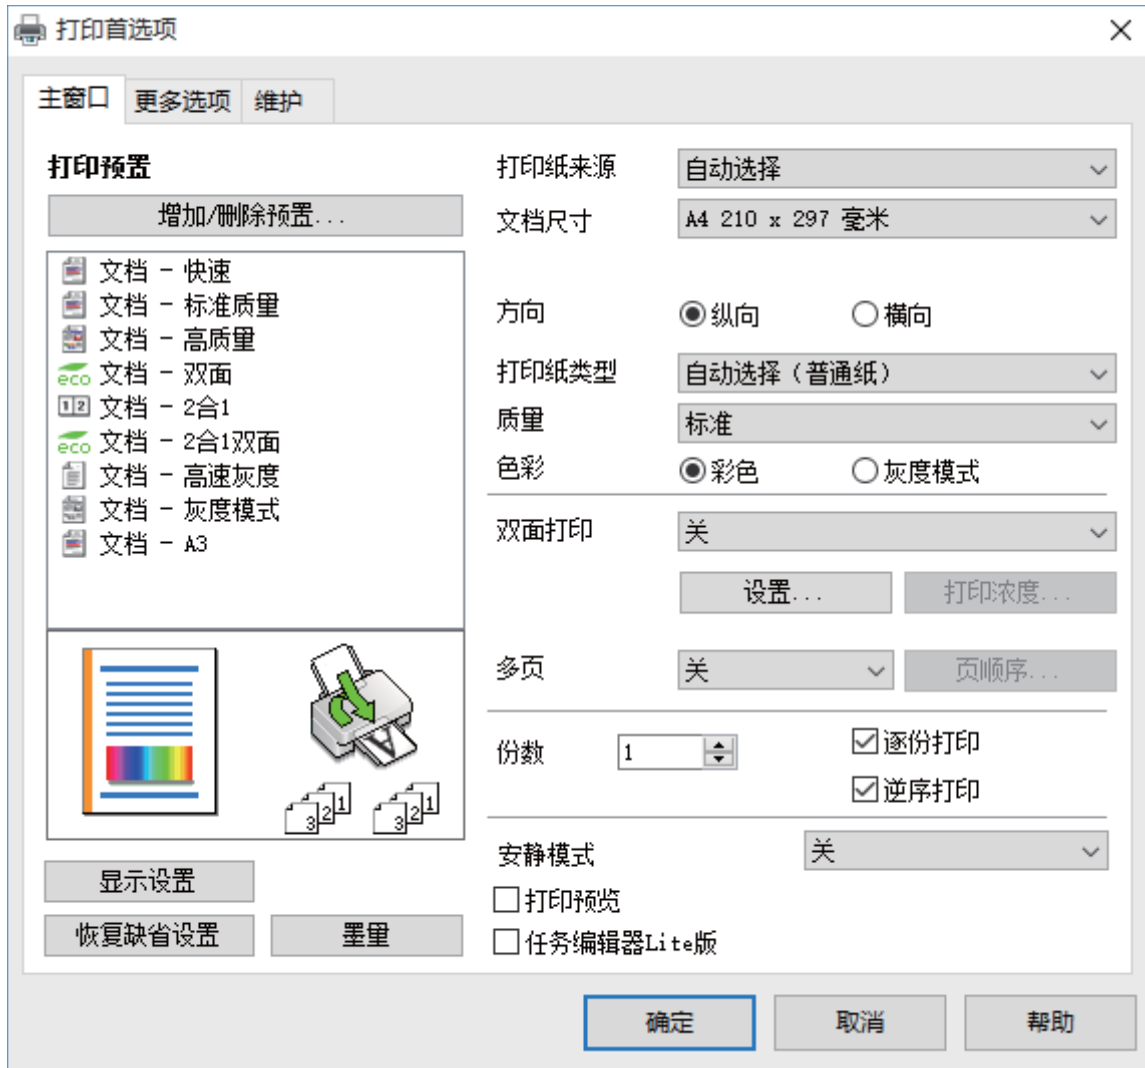 打印首选项
主窗口 更多选项 维护
打印预置
增加/删除预置...
文档 - 快速
文档 - 标准质量
文档 - 高质量
eco 文档 - 双面
1 2 文档 - 2合1
eco 文档 - 2合1双面
文档 - 高速灰度
文档 - 灰度模式
文档 - A3
A
3 2 1 3 2 1
显示设置
恢复缺省设置 墨量
打印纸来源 自动选择
文档尺寸 A4 210 x 297 毫米
方向 纵向 横向
打印纸类型 自动选择（普通纸）
质量 标准
色彩 彩色 灰度模式
双面打印 关
设置... 打印浓度...
多页 关 页顺序...
份数 1 逐份打印
逆序打印
安静模式 关
打印预览
任务编辑器Lite版
确定 取消 帮助